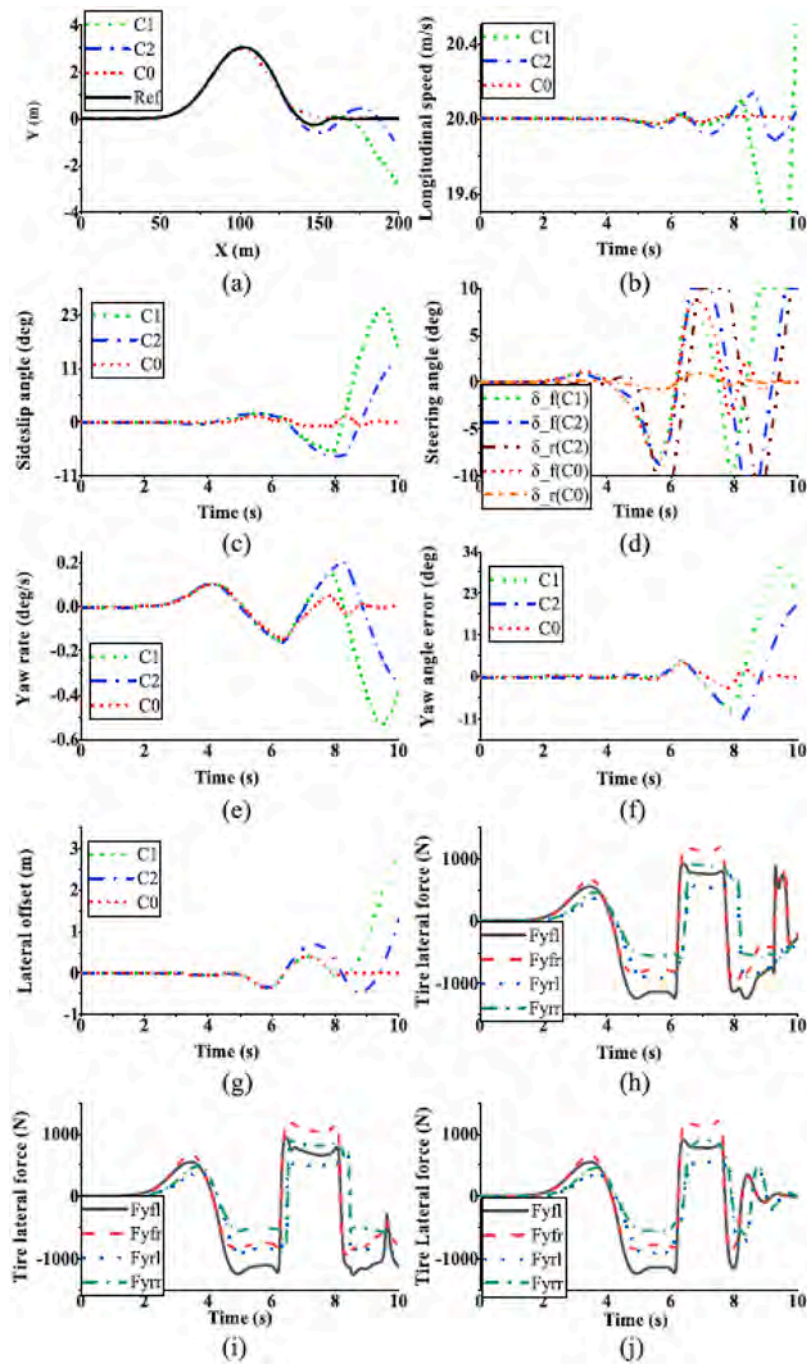 C1
C2
C0
Ref
Y (m)
4
2
0
-2
-4
0 50 100 150 200
X (m)
(a)
C1
C2
C0
Longitudinal speed (m/s)
20.4
20.0
19.6
0 2 4 6 8 10
Time (s)
(b)
C1
C2
C0
Sideslip angle (deg)
23
11
0
-11
0 2 4 6 8 10
Time (s)
(c)
δ_f(C1)
δ_f(C2)
δ_r(C2)
δ_f(C0)
δ_r(C0)
Steering angle (deg)
10
5
0
-5
-10
0 2 4 6 8 10
Time (s)
(d)
C1
C2
C0
Yaw rate (deg/s)
0.2
0.0
-0.2
-0.4
-0.6
0 2 4 6 8 10
Time (s)
(e)
C1
C2
C0
Yaw angle error (deg)
34
23
11
0
-11
0 2 4 6 8 10
Time (s)
(f)
C1
C2
C0
Lateral offset (m)
3
2
1
0
-1
0 2 4 6 8 10
Time (s)
(g)
Fyfl
Fyfr
Fyrl
Fyrr
Tire lateral force (N)
1000
0
-1000
0 2 4 6 8 10
Time (s)
(h)
Fyfl
Fyfr
Fyrl
Fyrr
Tire lateral force (N)
1000
0
-1000
0 2 4 6 8 10
Time (s)
(i)
Fyfl
Fyfr
Fyrl
Fyrr
Tire Lateral force (N)
1000
0
-1000
0 2 4 6 8 10
Time (s)
(j)